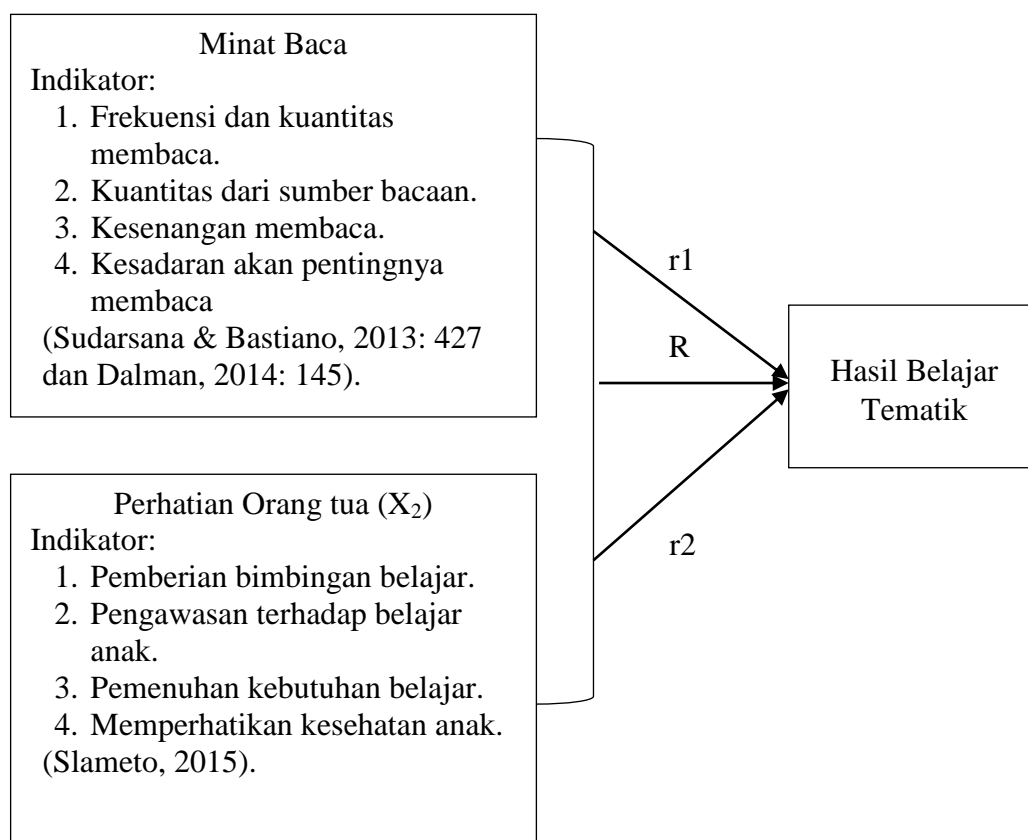 Minat Baca
Indikator:
1. Frekuensi dan kuantitas
membaca.
2. Kuantitas dari sumber bacaan.
3. Kesenangan membaca.
4. Kesadaran akan pentingnya
membaca
(Sudarsana & Bastiano, 2013: 427
dan Dalman, 2014: 145).
r1
R
Hasil Belajar
Tematik
r2
Perhatian Orang tua (X₂)
Indikator:
1. Pemberian bimbingan belajar.
2. Pengawasan terhadap belajar
anak.
3. Pemenuhan kebutuhan belajar.
4. Memperhatikan kesehatan anak.
(Slameto, 2015).